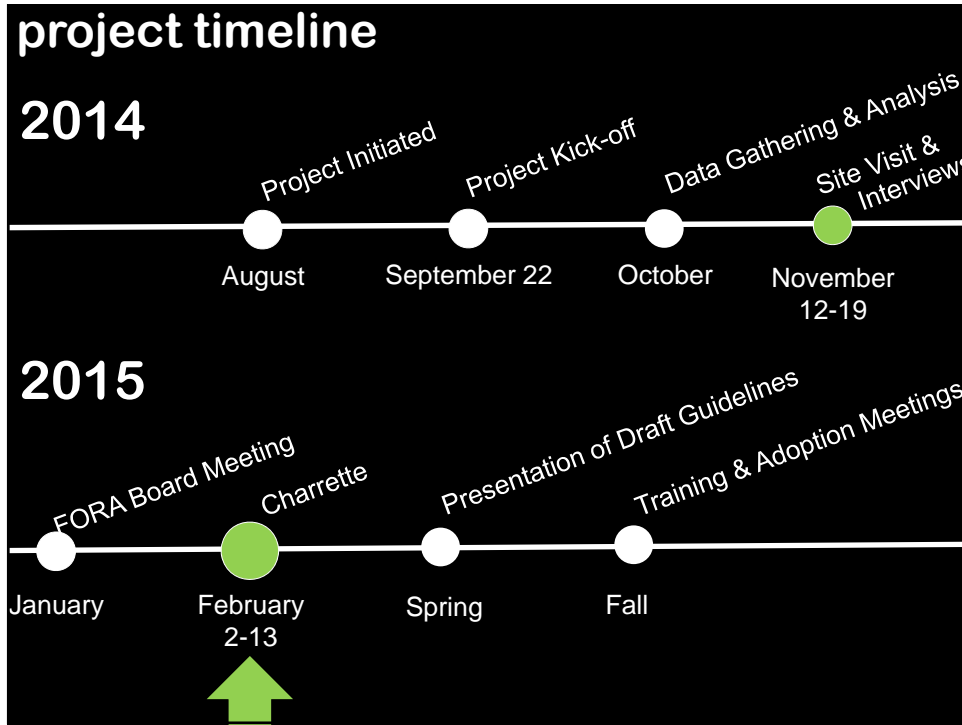 project timeline
2014
Project Initiated
Project Kick-off
Data Gathering & Analysis
Site Visit &
Interviews
August
September 22
October
November
12-19
2015
FORA Board Meeting
Charrette
Presentation of Draft Guidelines
Training & Adoption Meetings
January
February
2-13
Spring
Fall